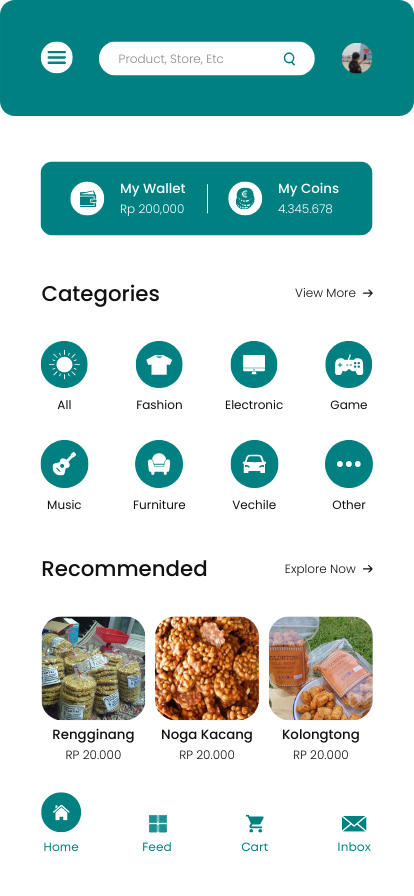 Product, Store, Etc
My Wallet
Rp 200,000
My Coins
4.345.678
Categories
View More →
All
Fashion
Electronic
Game
Music
Furniture
Vechile
Other
Recommended
Explore Now →
KOLONGTONG
Rengginang
Noga Kacang
Kolongtong
RP 20.000
RP 20.000
RP 20.000
Home
Feed
Cart
Inbox